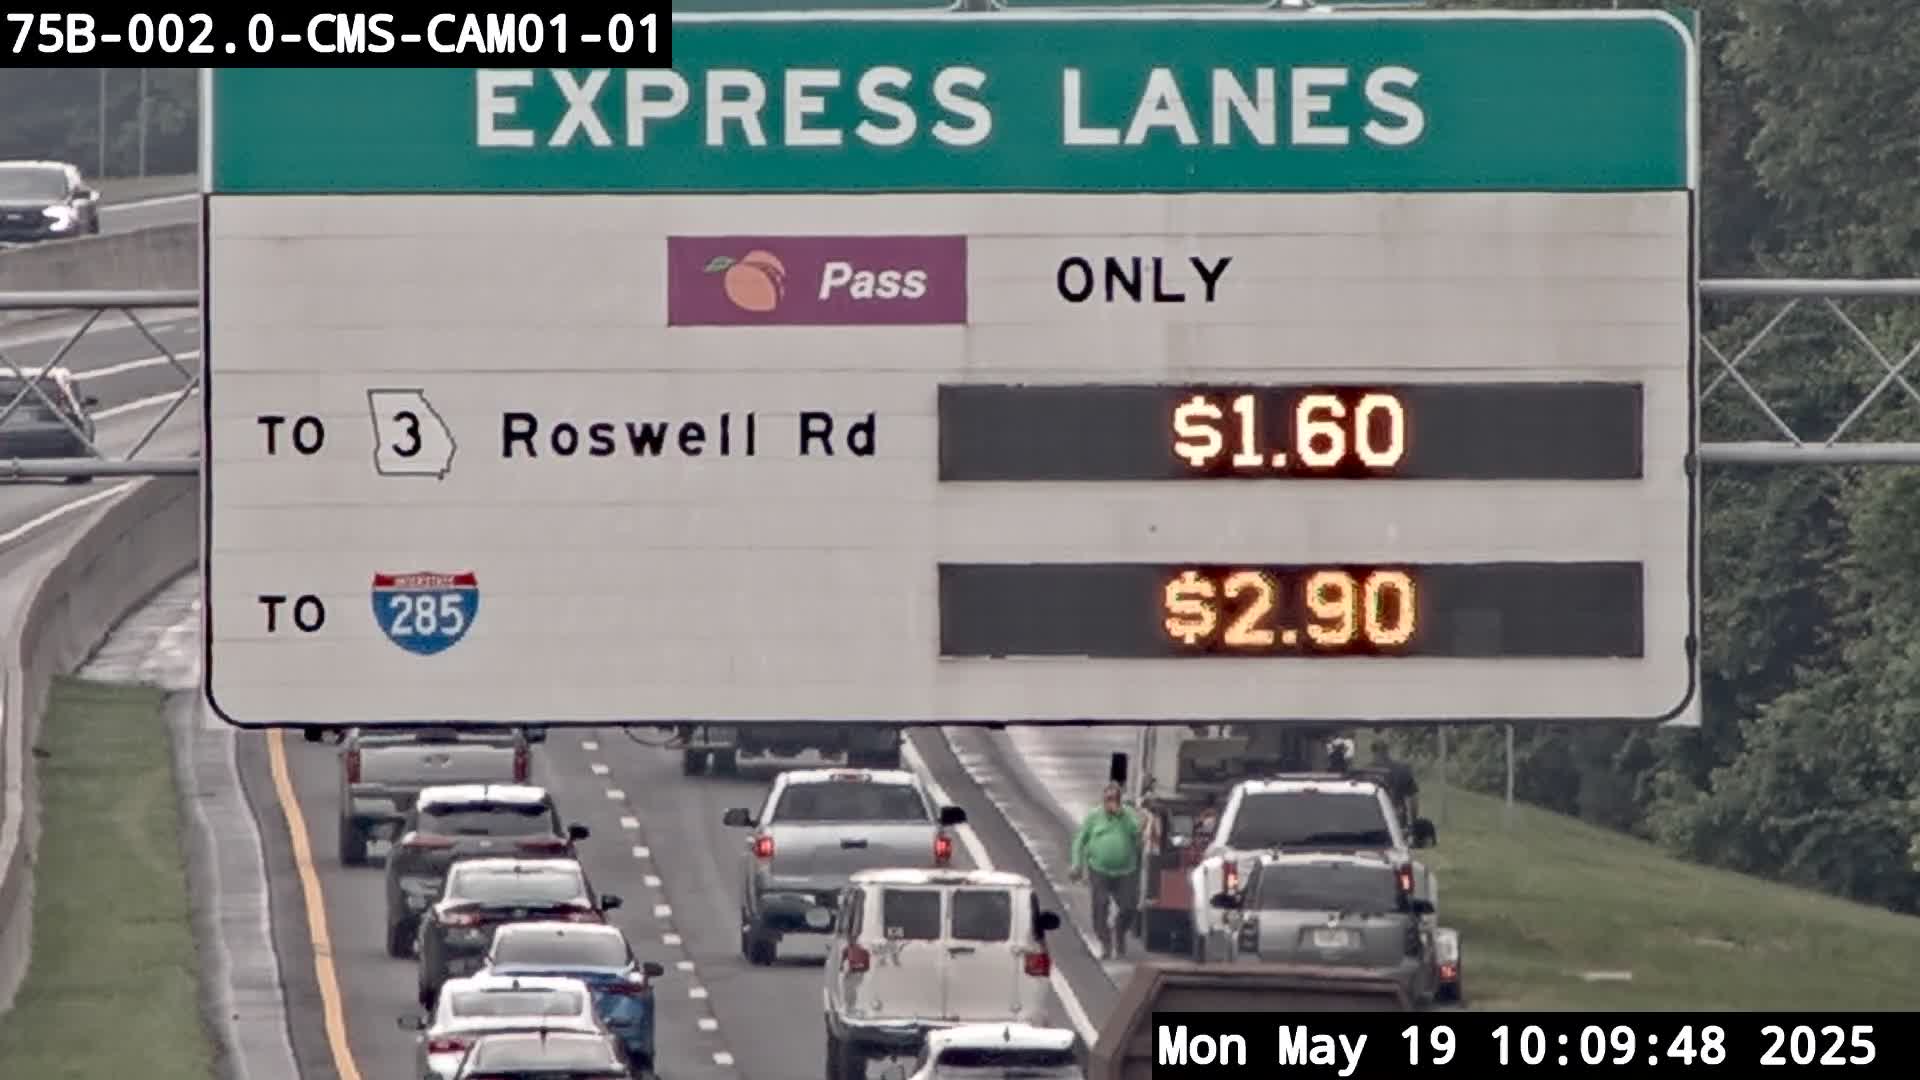 75B-002.0-CMS-CAM01-01
EXPRESS LANES
Pass ONLY
TO 3 Roswell Rd $1.60
INTERSTATE
TO 285 $2.90
Mon May 19 10:09:48 2025